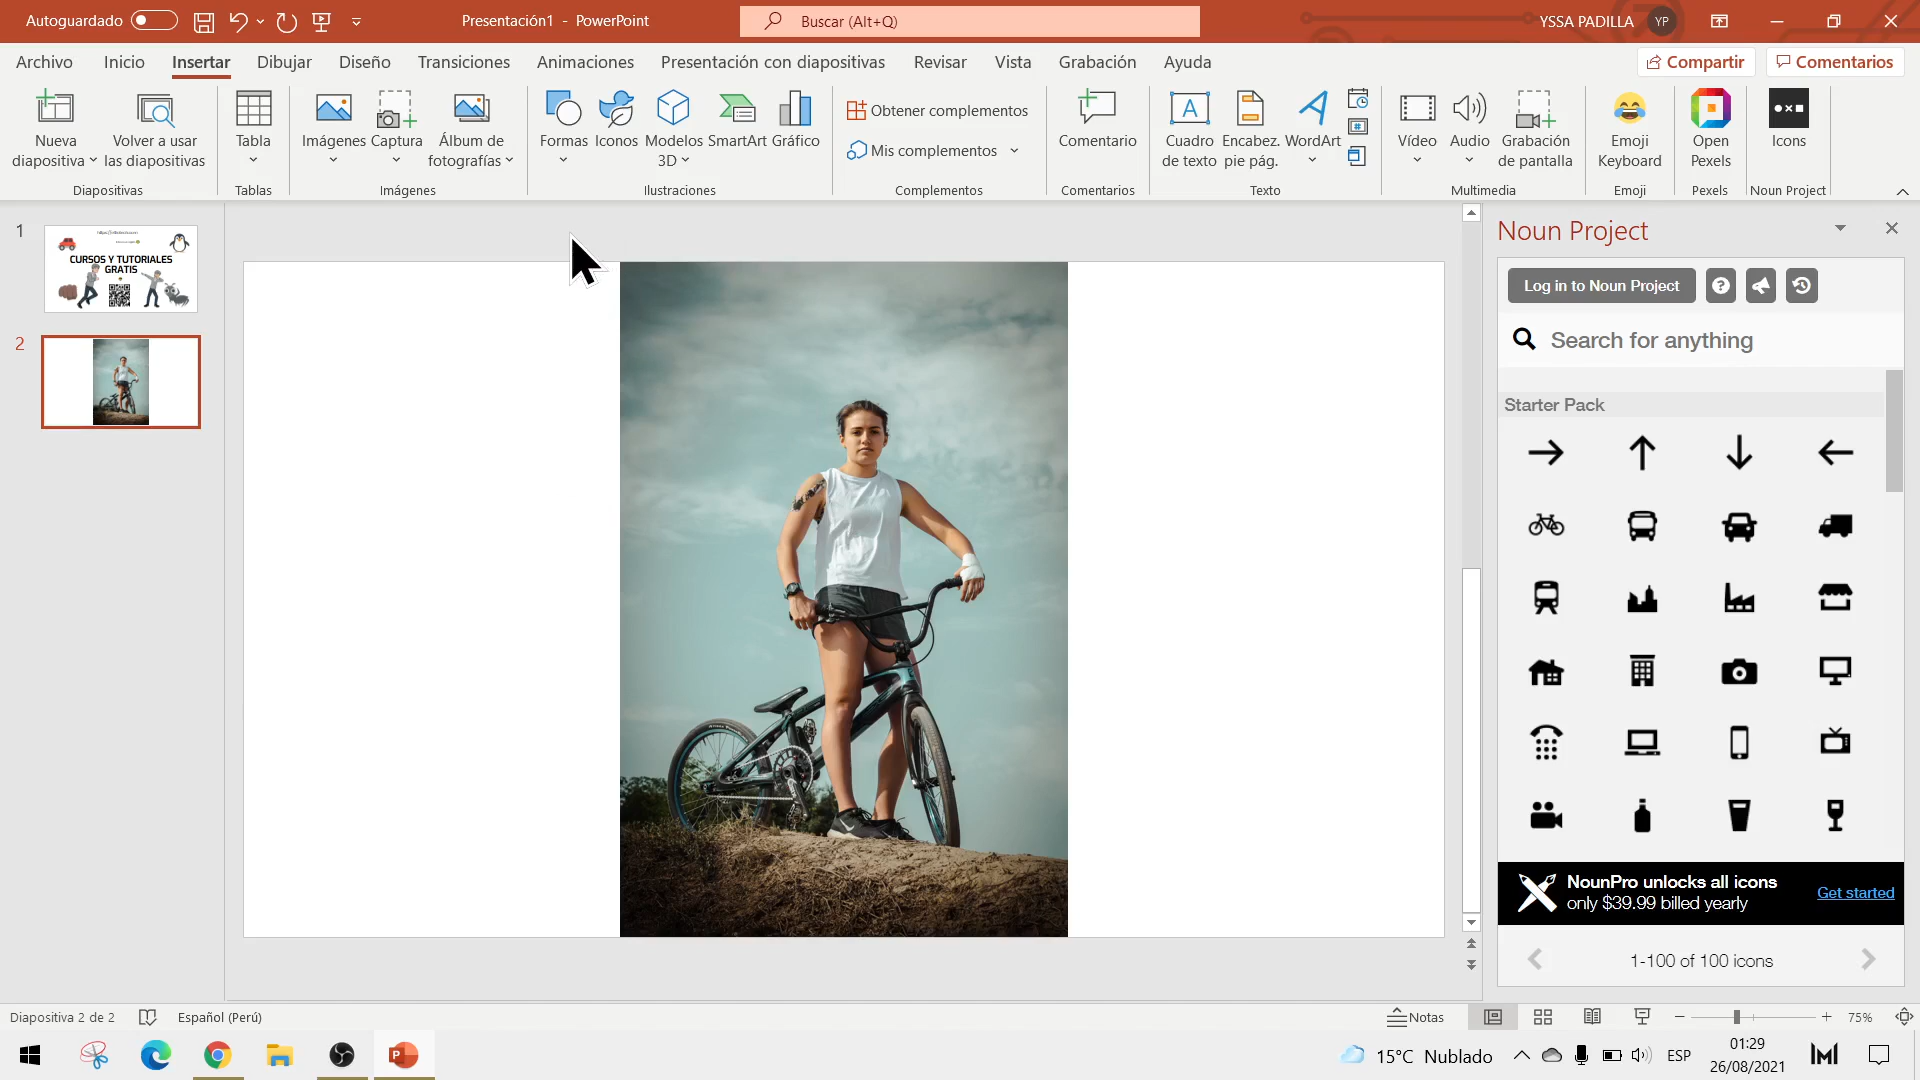 Autoguardado
Presentación1 - PowerPoint
Buscar (Alt+Q)
YSSA PADILLA
YP
Archivo
Inicio
Insertar
Dibujar
Diseño
Transiciones
Animaciones
Presentación con diapositivas
Revisar
Vista
Grabación
Ayuda
Compartir
Comentarios
Nueva
diapositiva
Volver a usar
las diapositivas
Diapositivas
Tabla
Tablas
Imágenes
Captura
Álbum de
fotografías
Imágenes
Formas
Iconos
Modelos
3D
SmartArt
Gráfico
Ilustraciones
Obtener complementos
Mis complementos
Complementos
Comentario
Comentarios
Cuadro
de texto
Encabez.
pie pág.
WordArt
Texto
Vídeo
Audio
Grabación
de pantalla
Multimedia
Emoji
Keyboard
Emoji
Open
Pexels
Pexels
Icons
Noun Project
1
CURSOS Y TUTORIALES
GRATIS
2
Noun Project
Log in to Noun Project
Search for anything
Starter Pack
NounPro unlocks all icons
only $39.99 billed yearly
Get started
1-100 of 100 icons
Diapositiva 2 de 2
Español (Perú)
Notas
75%
15°C Nublado
ESP
01:29
26/08/2021